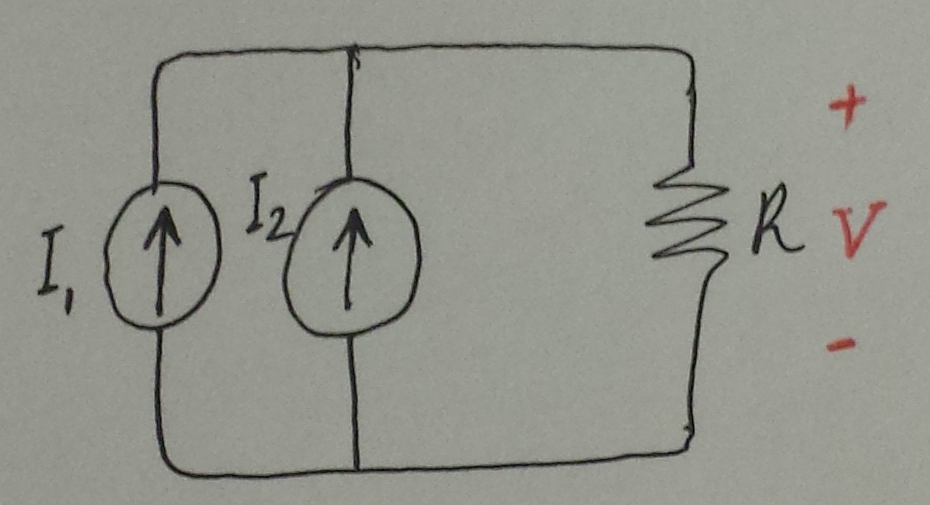 I₁
I₂
R
+
V
-